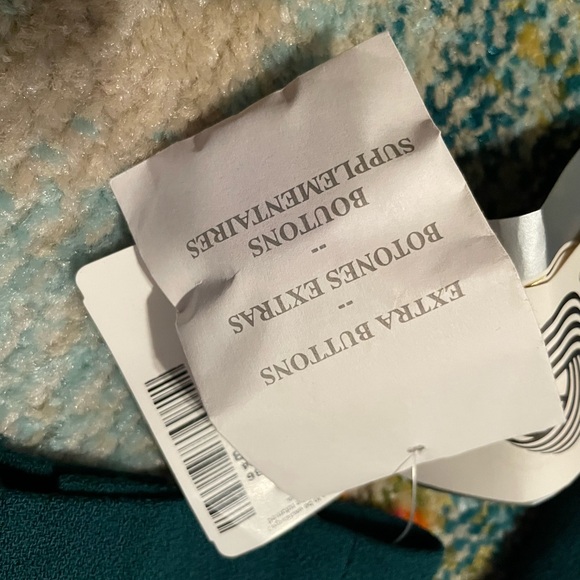 EXTRA BUTTONS
--
BOTONES EXTRAS
--
BOUTONS
SUPPLEMENTAIRES